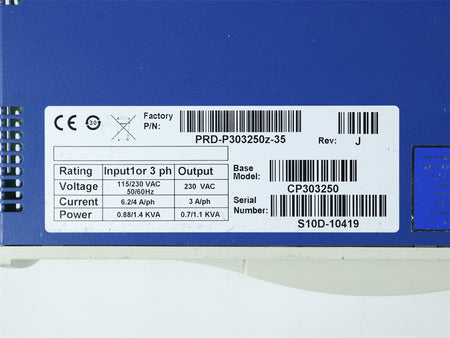 CE 30
Factory
P/N:
PRD-P303250z-35
Rev: J
Rating Input1or 3 ph Output
Voltage 115/230 VAC 50/60Hz 230 VAC
Current 6.2/4 A/ph 3 A/ph
Power 0.88/1.4 KVA 0.7/1.1 KVA
Base
Model:
CP303250
Serial
Number:
S10D-10419